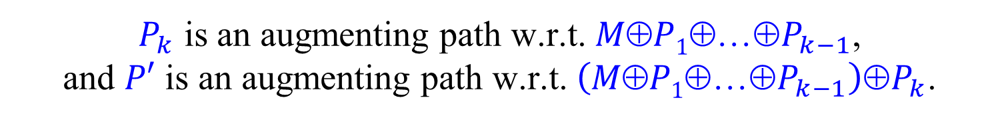 P_k is an augmenting path w.r.t. M⊕P_1⊕…⊕P_{k−1},
and P′ is an augmenting path w.r.t. (M⊕P_1⊕…⊕P_{k−1})⊕P_k.